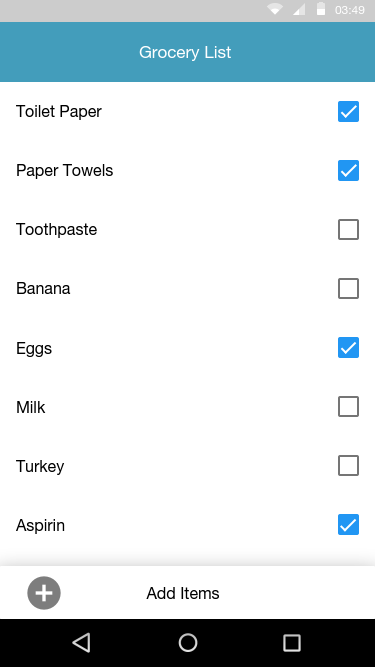 03:49
Grocery List
Toilet Paper
Paper Towels
Toothpaste
Banana
Eggs
Milk
Turkey
Aspirin
Add Items